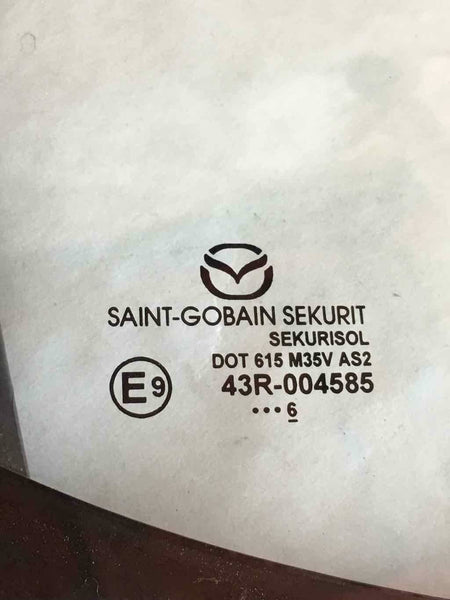 SAINT-GOBAIN SEKURIT
SEKURISOL
DOT 615 M35V AS2
E9 43R-004585
•••6